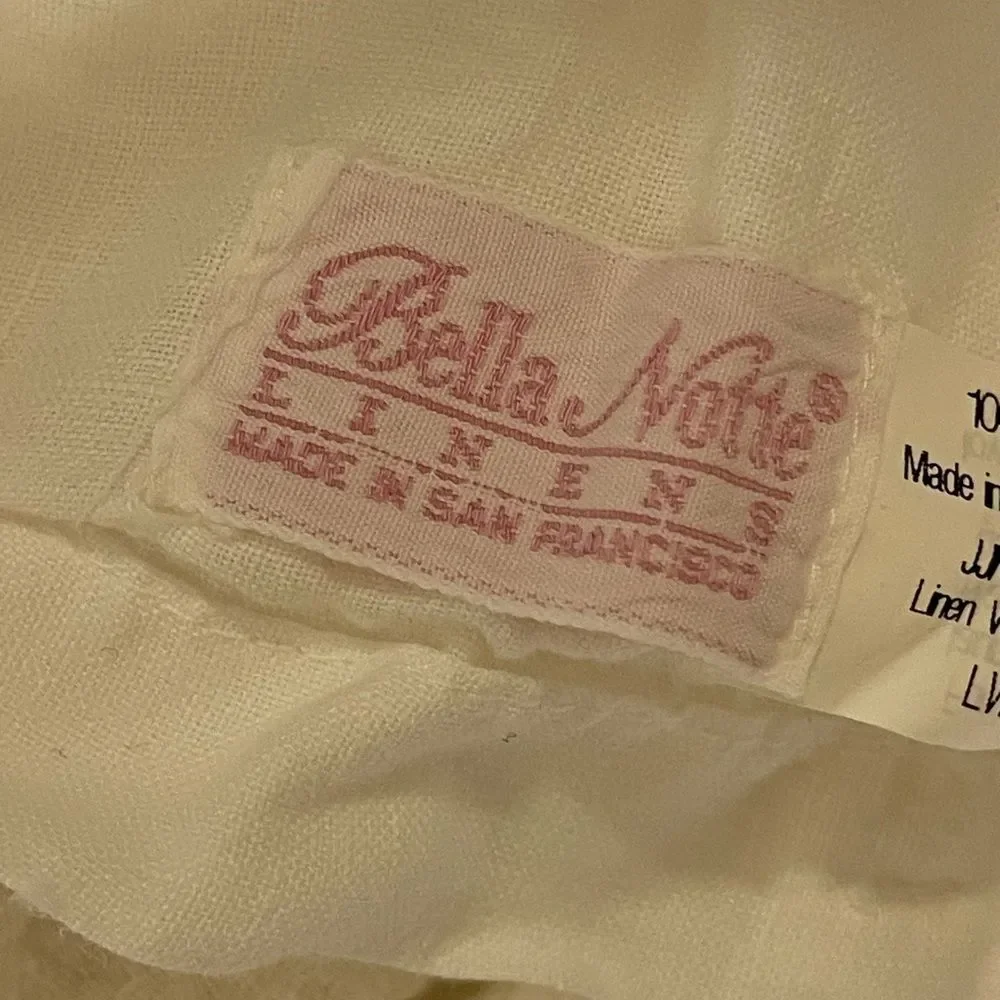 Bella Notte®
LINENS
MADE IN SAN FRANCISCO
10
Made in
Linen